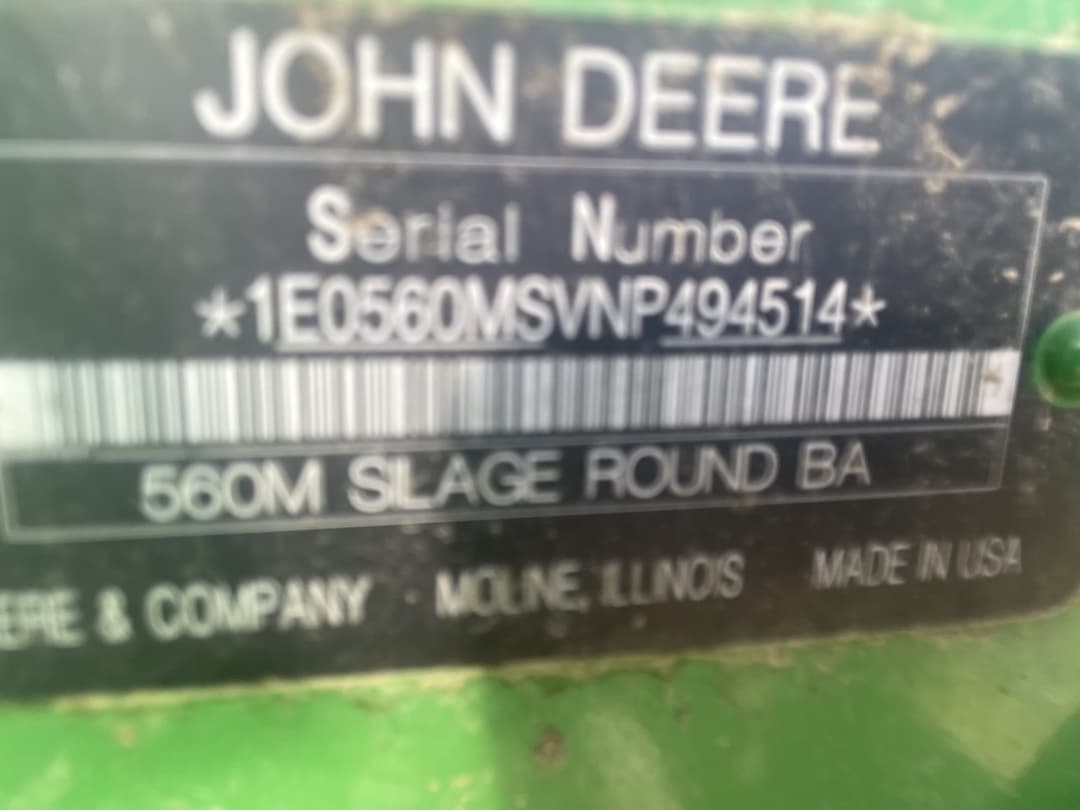 JOHN DEERE
Serial Number
*1E0560MSVNP494514*
560M SILAGE ROUND BA
ERE & COMPANY MOLINE, ILLINOIS MADE IN USA